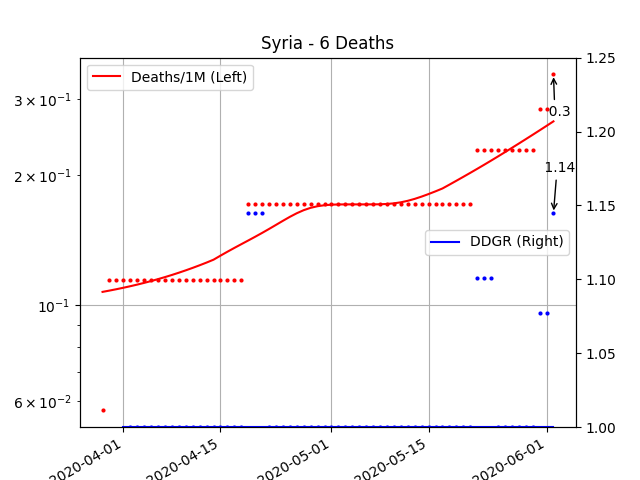 Syria - 6 Deaths
Deaths/1M (Left)
DDGR (Right)
0.3
1.14
3 × 10⁻¹
2 × 10⁻¹
10⁻¹
6 × 10⁻²
1.25
1.20
1.15
1.10
1.05
1.00
2020-04-01
2020-04-15
2020-05-01
2020-05-15
2020-06-01